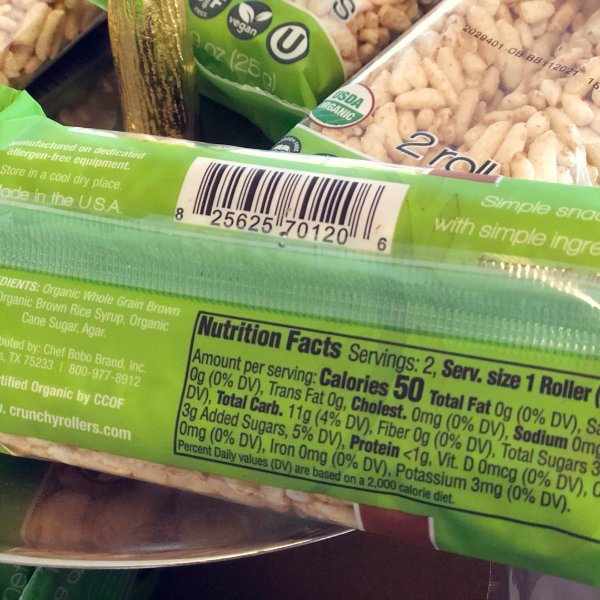 vegan
U
oz (25g)
2029401-OB BB112021
USDA
ORGANIC
2 roll
manufactured on dedicated
allergen-free equipment.
Store in a cool dry place.
Made in the U.S.A.
8 25625 70120 6
Simple snac
with simple ingre
DIENTS: Organic Whole Grain Brown
Organic Brown Rice Syrup, Organic
Cane Sugar, Agar.
buted by: Chef Bobo Brand, Inc.
s, TX 75233 | 800-977-8912
tified Organic by CCOF
. crunchyrollers.com
Nutrition Facts Servings: 2, Serv. size 1 Roller (
Amount per serving: Calories 50 Total Fat 0g (0% DV), Sa
0g (0% DV), Trans Fat 0g, Cholest. 0mg (0% DV), Sodium 0mg
DV), Total Carb. 11g (4% DV), Fiber 0g (0% DV), Total Sugars 3
3g Added Sugars, 5% DV), Protein <1g, Vit. D 0mcg (0% DV), C
0mg (0% DV), Iron 0mg (0% DV), Potassium 3mg (0% DV).
Percent Daily values (DV) are based on a 2,000 calorie diet.